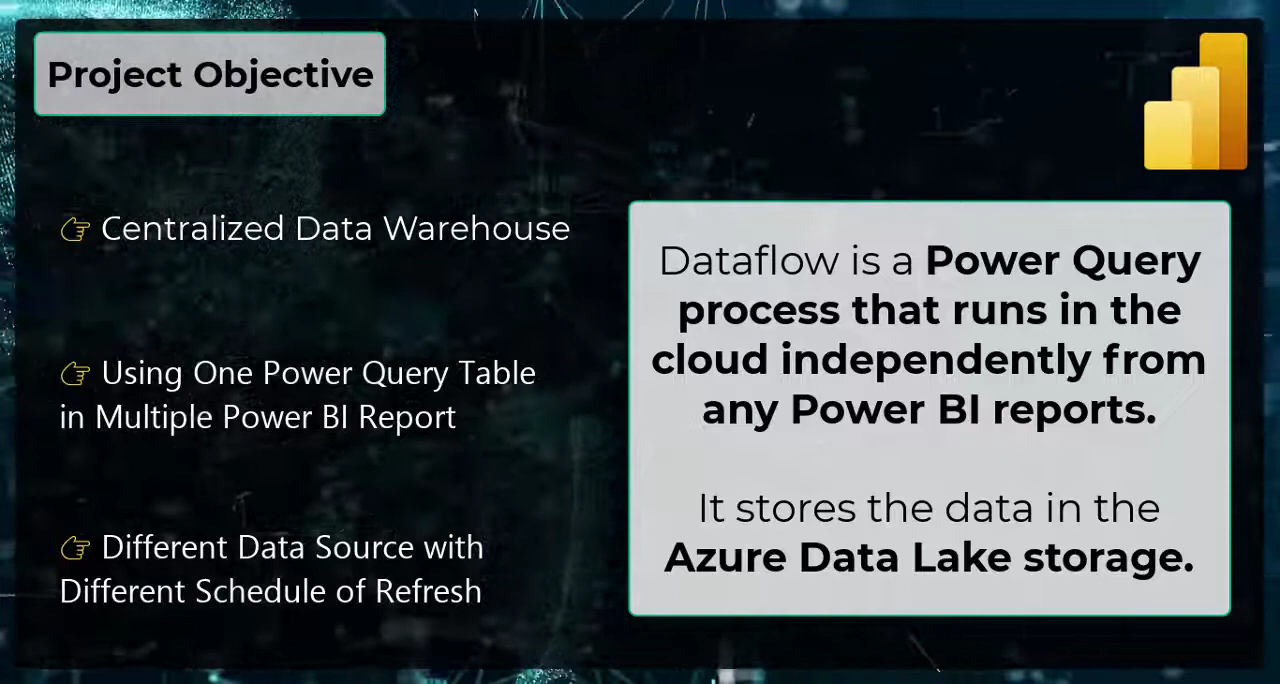 Project Objective
👉 Centralized Data Warehouse
👉 Using One Power Query Table
in Multiple Power BI Report
👉 Different Data Source with
Different Schedule of Refresh
Dataflow is a Power Query
process that runs in the
cloud independently from
any Power BI reports.
It stores the data in the
Azure Data Lake storage.